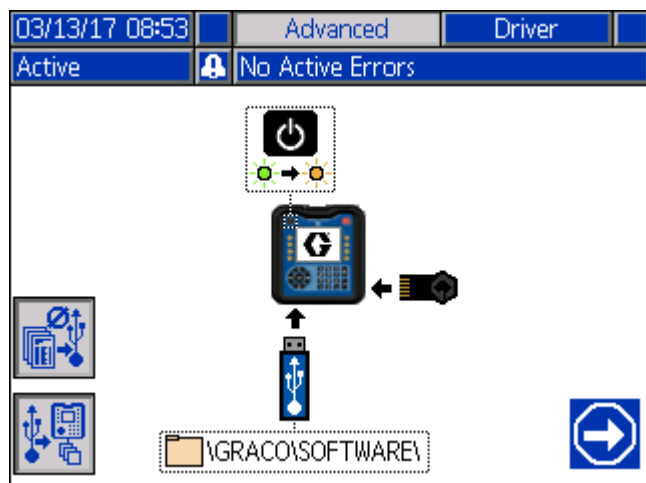 03/13/17 08:53 Advanced Driver
Active No Active Errors
G
\GRACO\SOFTWARE\